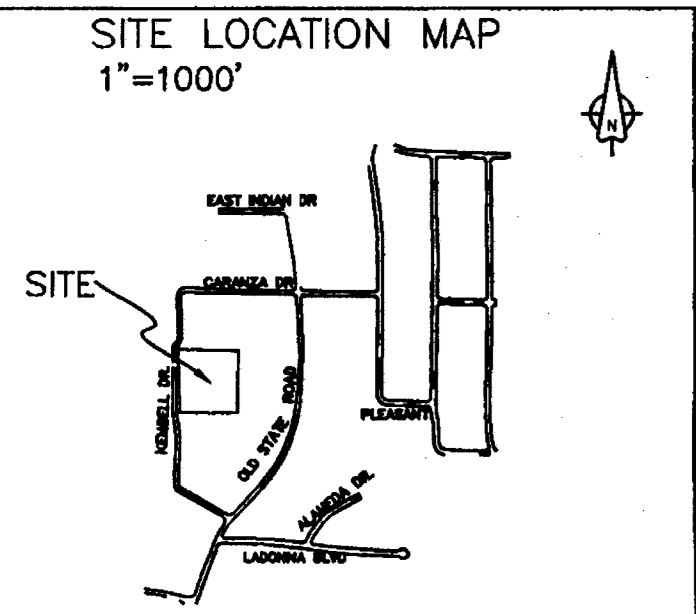 SITE LOCATION MAP
1"=1000'
N
EAST INDIAN DR
SITE
CARANZA DR
KEMBELL DR.
OLD STATE ROAD
PLEASANT
ALAMEDA DR.
LADONNA BLVD